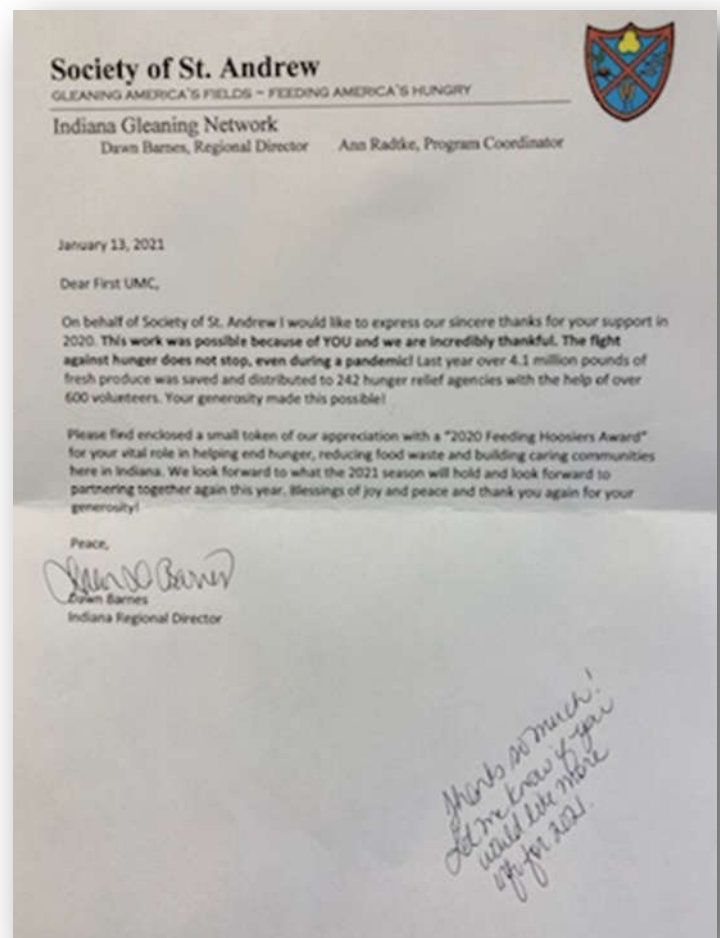 Society of St. Andrew
GLEANING AMERICA'S FIELDS ~ FEEDING AMERICA'S HUNGRY
Indiana Gleaning Network
Dawn Barnes, Regional Director Ann Radtke, Program Coordinator
January 13, 2021
Dear First UMC,
On behalf of Society of St. Andrew I would like to express our sincere thanks for your support in
2020. This work was possible because of YOU and we are incredibly thankful. The fight
against hunger does not stop, even during a pandemic! Last year over 4.1 million pounds of
fresh produce was saved and distributed to 242 hunger relief agencies with the help of over
600 volunteers. Your generosity made this possible!
Please find enclosed a small token of our appreciation with a "2020 Feeding Hoosiers Award"
for your vital role in helping end hunger, reducing food waste and building caring communities
here in Indiana. We look forward to what the 2021 season will hold and look forward to
partnering together again this year. Blessings of joy and peace and thank you again for your
generosity!
Peace,
Dawn Barnes
Indiana Regional Director
Thanks so much!
Let me know if you
would like more
for 2021.